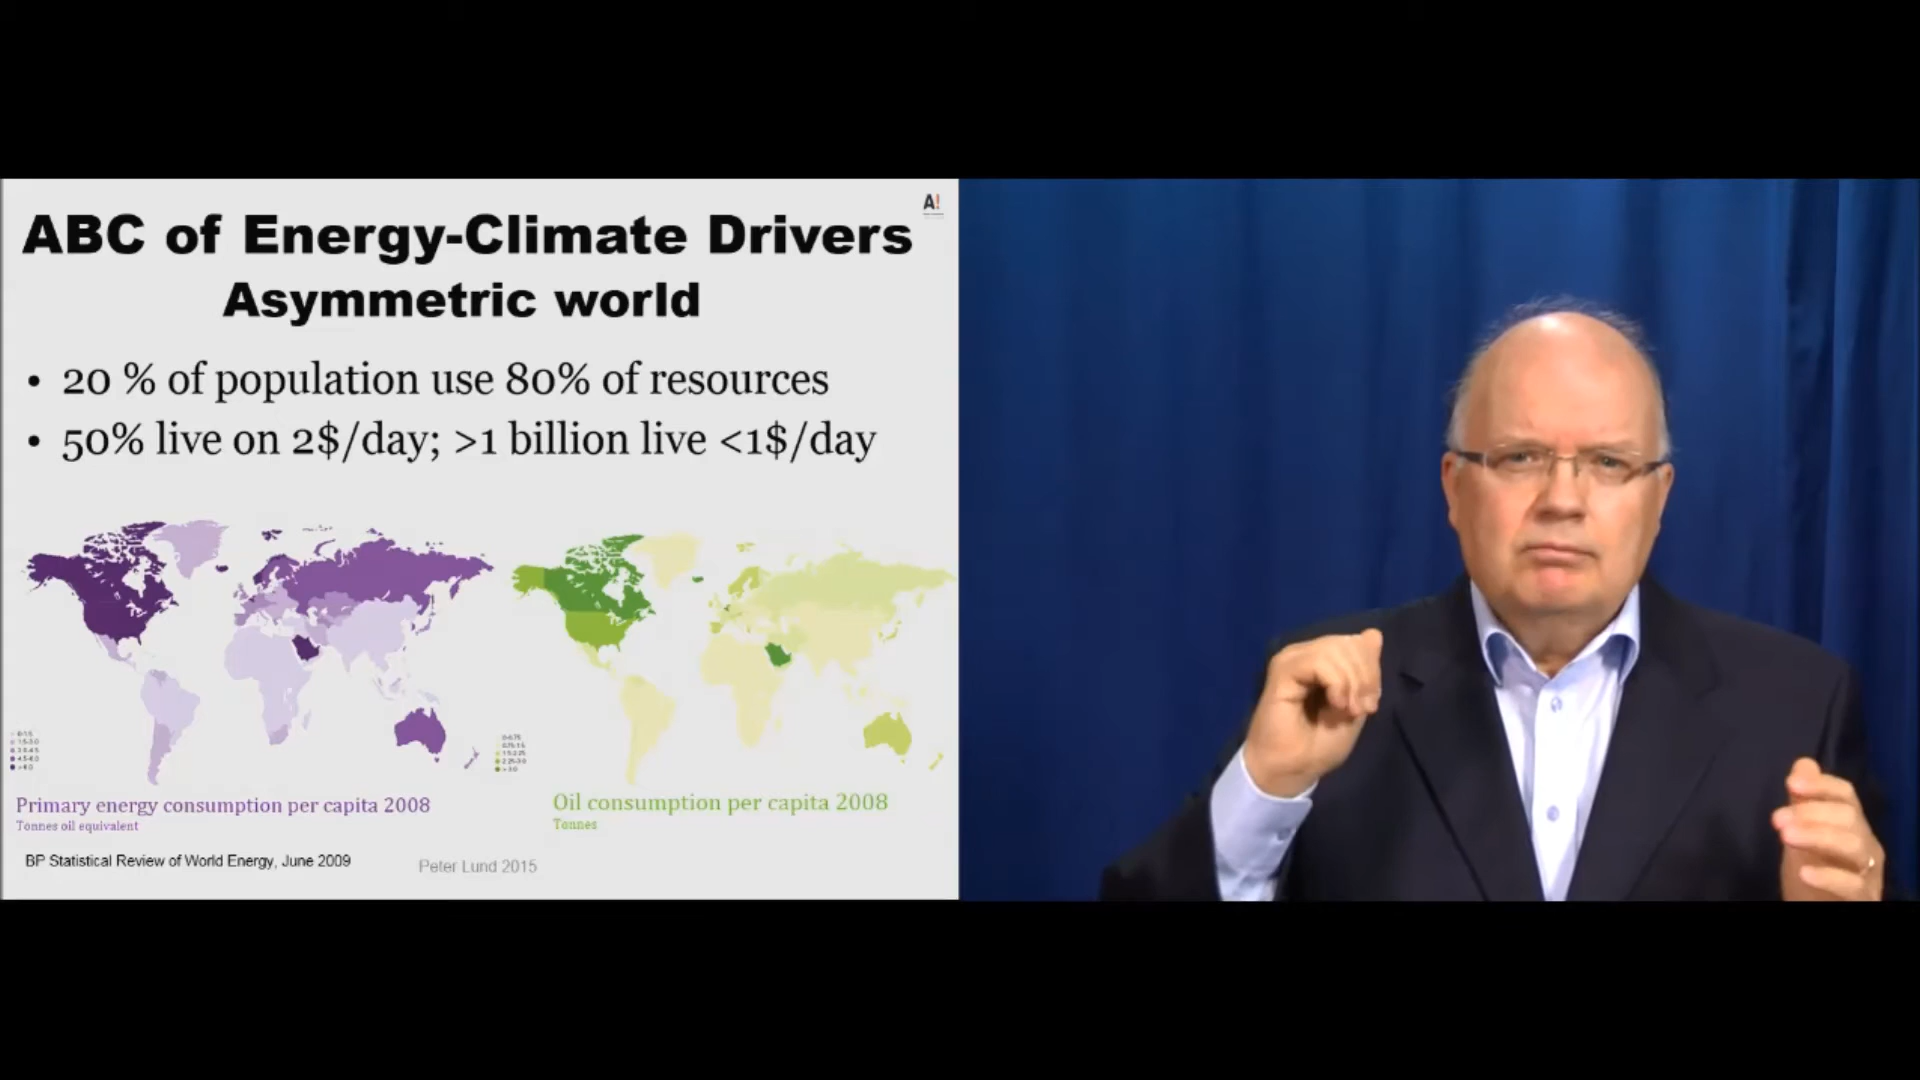 A!
ABC of Energy-Climate Drivers
Asymmetric world
• 20 % of population use 80% of resources
• 50% live on 2$/day; >1 billion live <1$/day
Primary energy consumption per capita 2008
Tonnes oil equivalent
Oil consumption per capita 2008
Tonnes
BP Statistical Review of World Energy, June 2009
Peter Lund 2015